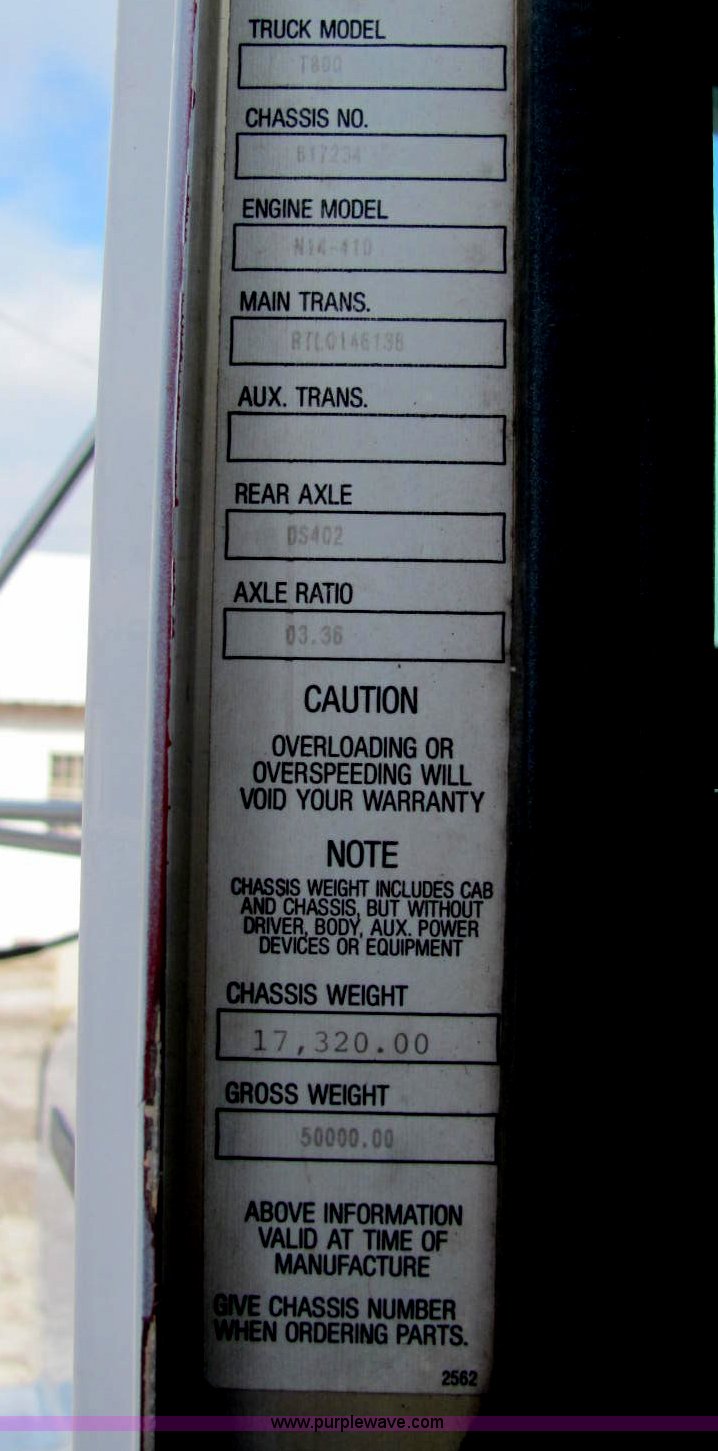 TRUCK MODEL
T800
CHASSIS NO.
617234
ENGINE MODEL
N14-410
MAIN TRANS.
AUX. TRANS.
REAR AXLE
DS402
AXLE RATIO
03.36
CAUTION
OVERLOADING OR
OVERSPEEDING WILL
VOID YOUR WARRANTY
NOTE
CHASSIS WEIGHT INCLUDES CAB
AND CHASSIS, BUT WITHOUT
DRIVER, BODY, AUX. POWER
DEVICES OR EQUIPMENT
CHASSIS WEIGHT
17,320.00
GROSS WEIGHT
50000.00
ABOVE INFORMATION
VALID AT TIME OF
MANUFACTURE
GIVE CHASSIS NUMBER
WHEN ORDERING PARTS.
2562
www.purplewave.com